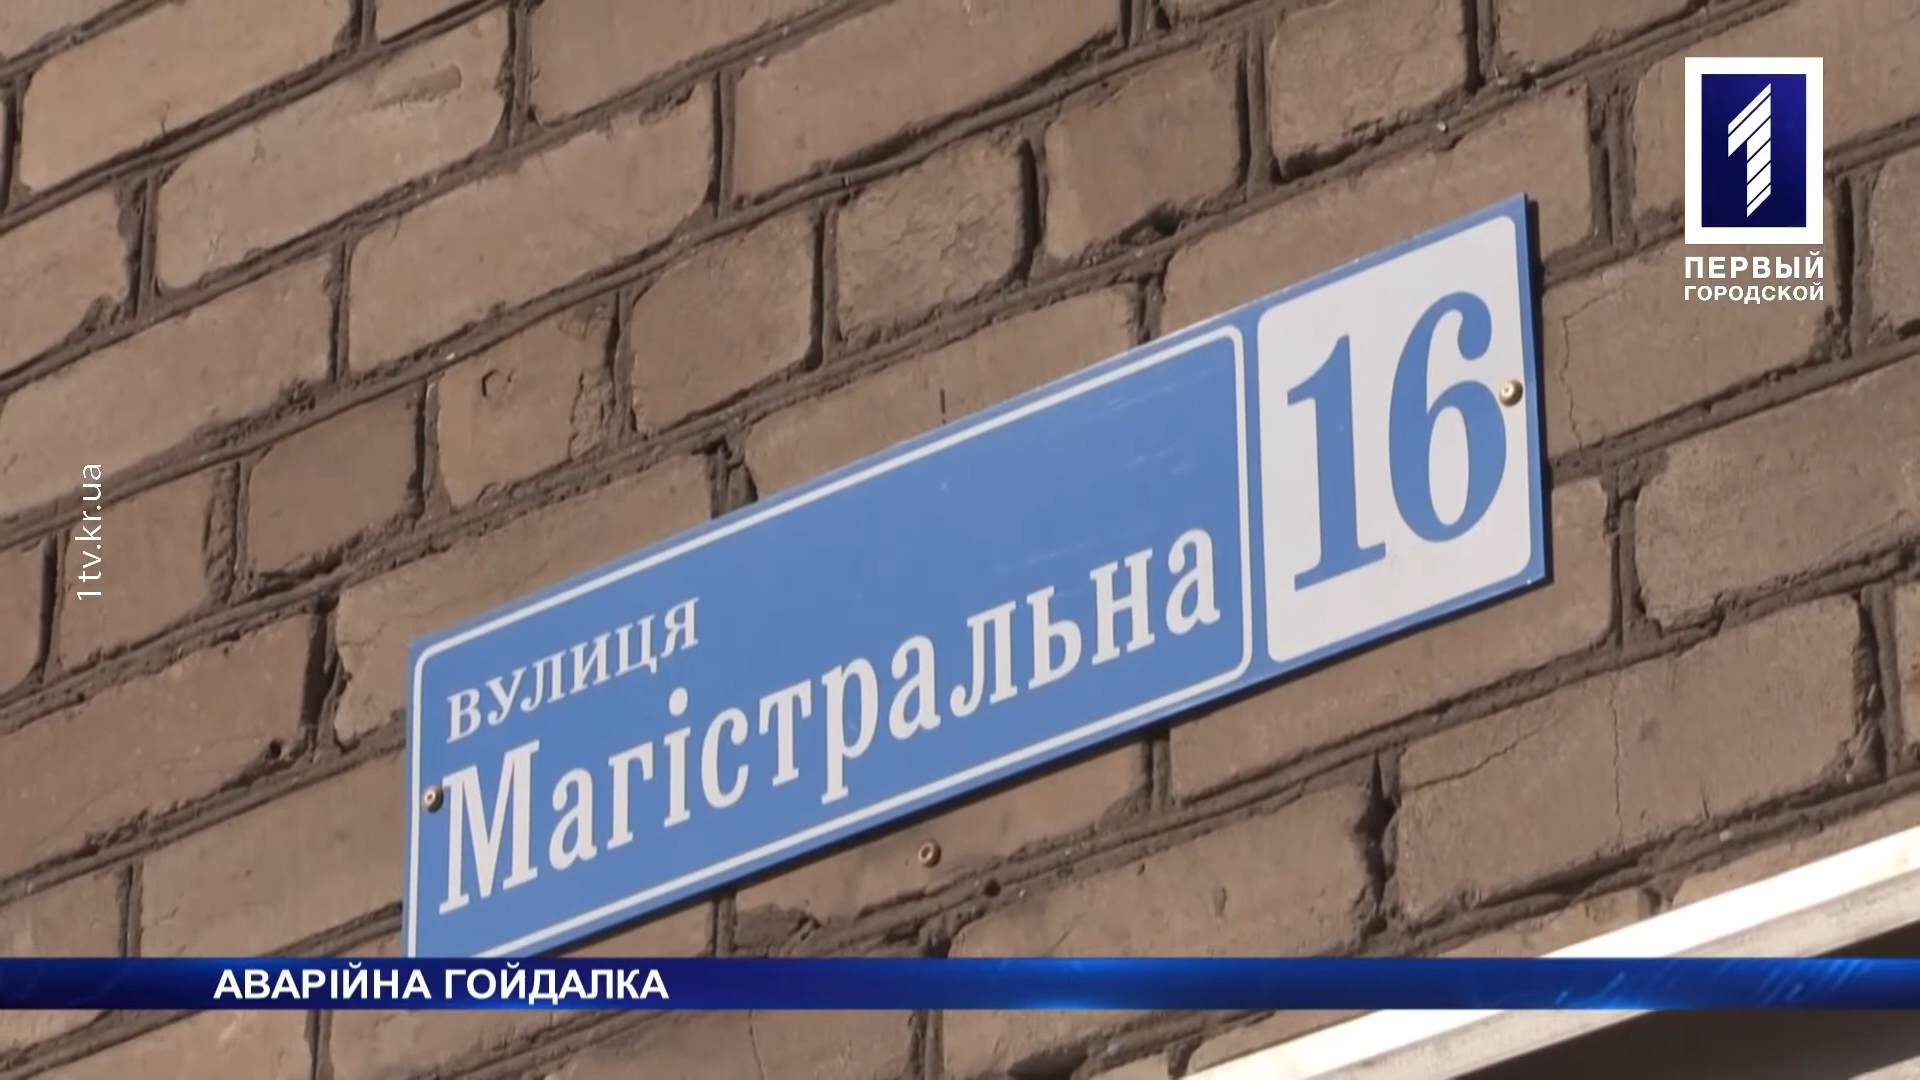 ПЕРВЫЙ
ГОРОДСКОЙ
1tv.kr.ua
вулиця
Магістральна
16
АВАРІЙНА ГОЙДАЛКА